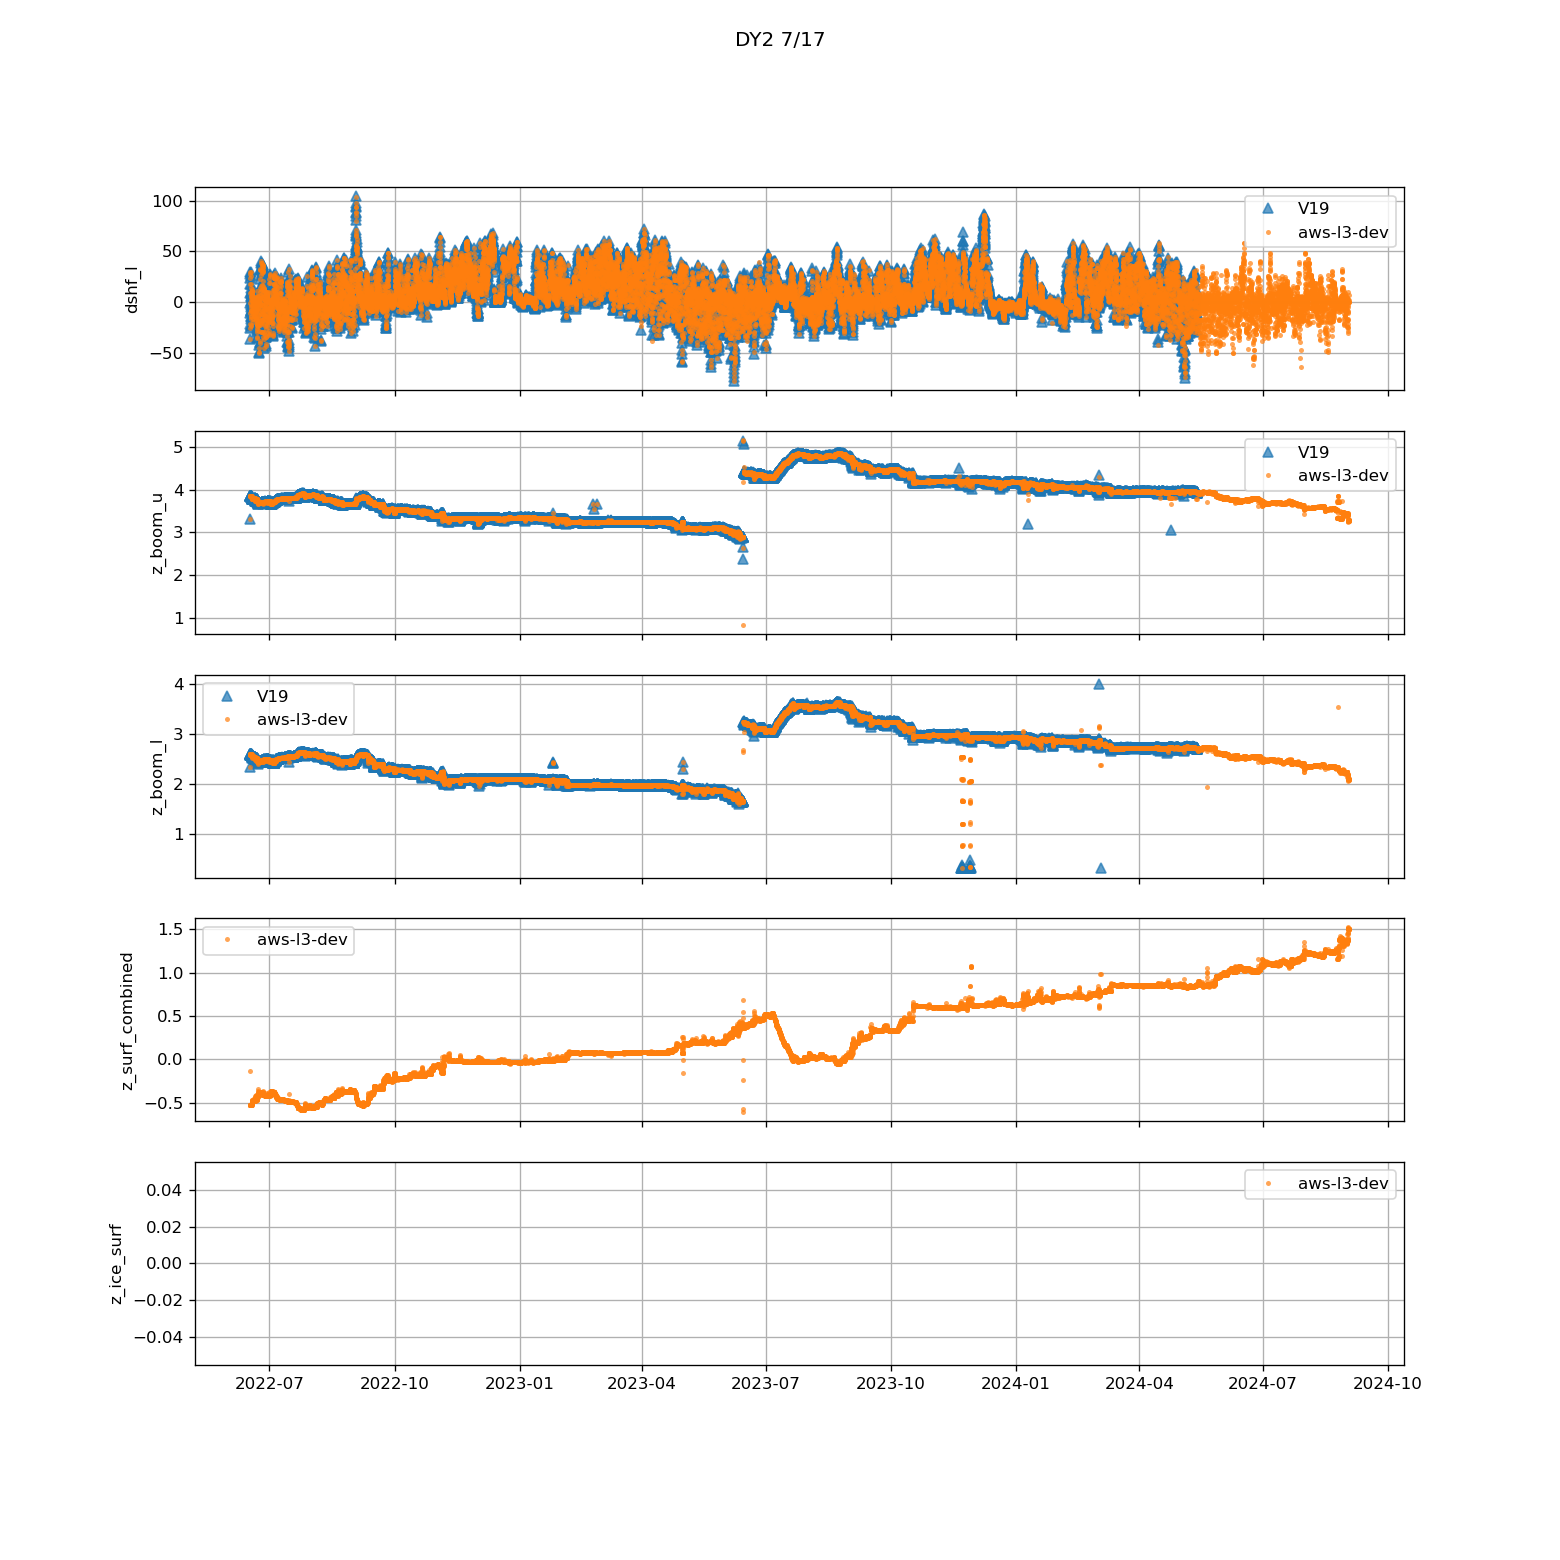 DY2 7/17
dshf_l
100
50
0
−50
V19
aws-l3-dev
z_boom_u
5
4
3
2
1
V19
aws-l3-dev
z_boom_l
4
3
2
1
V19
aws-l3-dev
z_surf_combined
1.5
1.0
0.5
0.0
−0.5
aws-l3-dev
z_ice_surf
0.04
0.02
0.00
−0.02
−0.04
aws-l3-dev
2022-07 2022-10 2023-01 2023-04 2023-07 2023-10 2024-01 2024-04 2024-07 2024-10